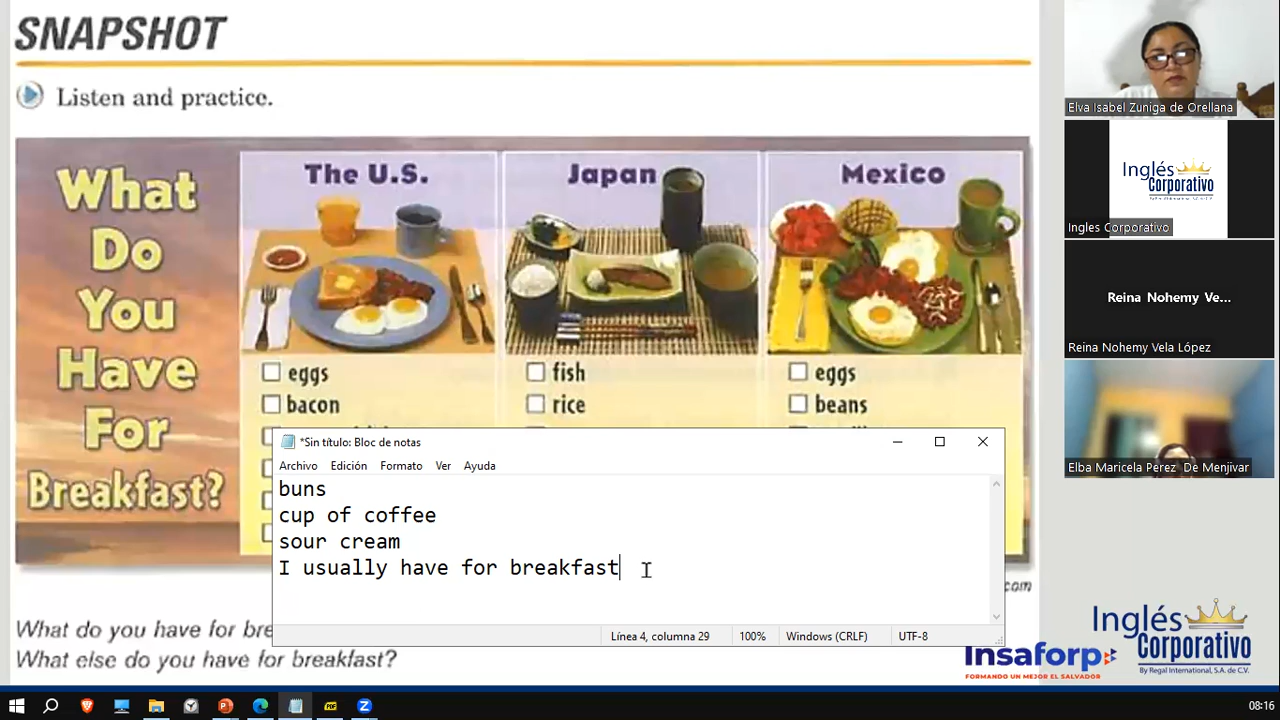 SNAPSHOT
Listen and practice.
What
Do
You
Have
For
Breakfast?
The U.S.
Japan
Mexico
eggs
bacon
fish
rice
eggs
beans
*Sin título: Bloc de notas
Archivo Edición Formato Ver Ayuda
buns
cup of coffee
sour cream
I usually have for breakfast
Línea 4, columna 29
100%
Windows (CRLF)
UTF-8
What do you have for bre
What else do you have for breakfast?
com
Insaforp
FORMANDO UN MEJOR EL SALVADOR
Inglés
Corporativo
By Regal International, S.A. de C.V.
Elva Isabel Zuniga de Orellana
Inglés
Corporativo
Ingles Corporativo
Reina Nohemy Ve...
Reina Nohemy Vela López
Elba Maricela Perez De Menjivar
08:16